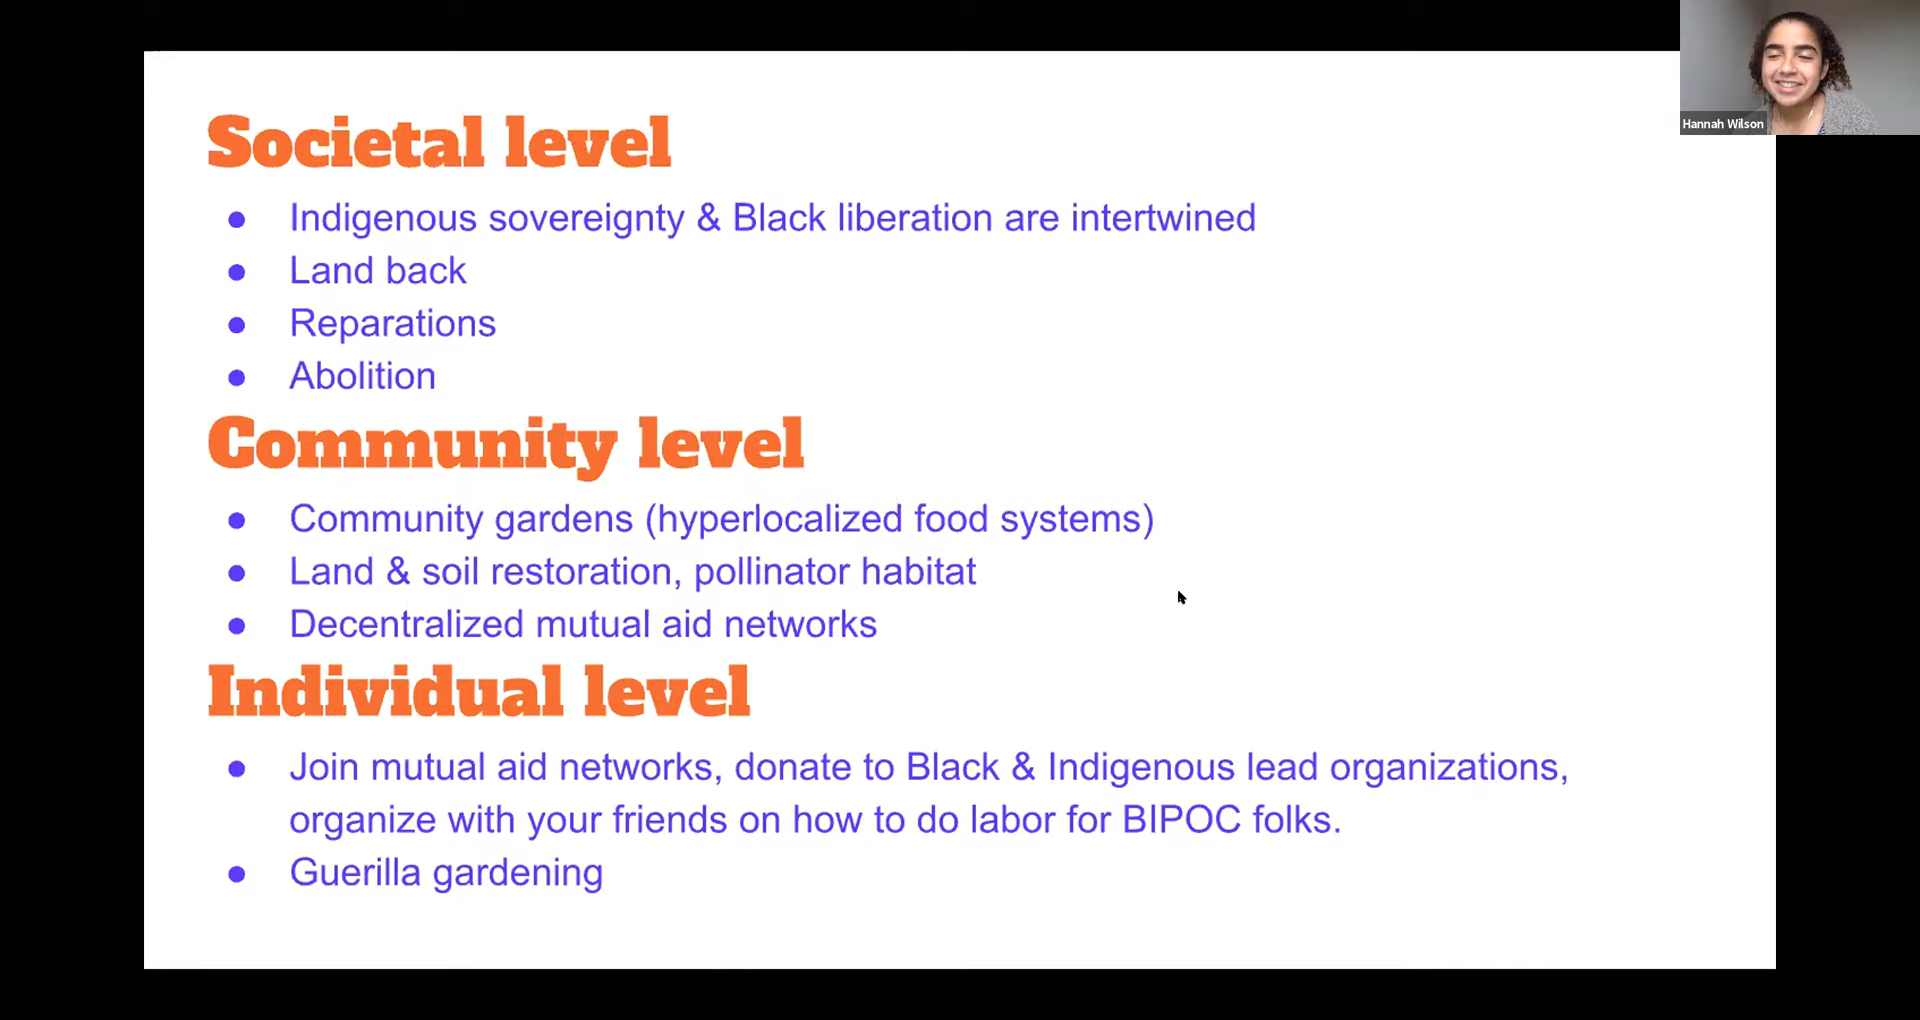 Hannah Wilson
Societal level
● Indigenous sovereignty & Black liberation are intertwined
● Land back
● Reparations
● Abolition
Community level
● Community gardens (hyperlocalized food systems)
● Land & soil restoration, pollinator habitat
● Decentralized mutual aid networks
Individual level
● Join mutual aid networks, donate to Black & Indigenous lead organizations,
organize with your friends on how to do labor for BIPOC folks.
● Guerilla gardening